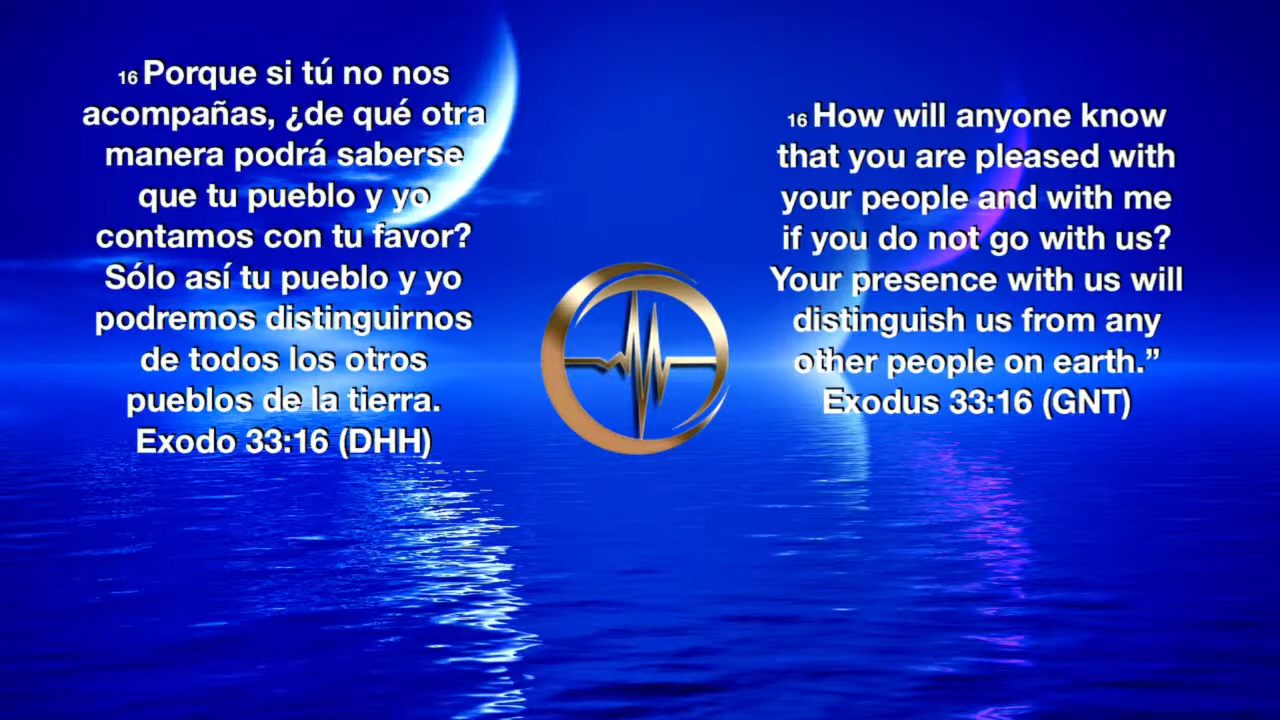 16 Porque si tú no nos
acompañas, ¿de qué otra
manera podrá saberse
que tu pueblo y yo
contamos con tu favor?
Sólo así tu pueblo y yo
podremos distinguirnos
de todos los otros
pueblos de la tierra.
Exodo 33:16 (DHH)
16 How will anyone know
that you are pleased with
your people and with me
if you do not go with us?
Your presence with us will
distinguish us from any
other people on earth.”
Exodus 33:16 (GNT)